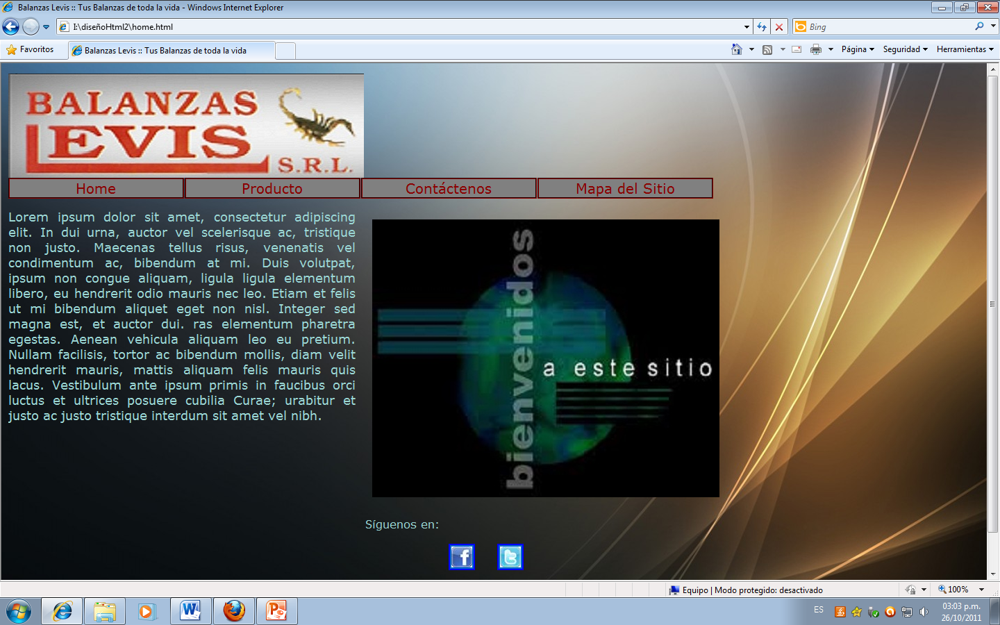 Balanzas Levis :: Tus Balanzas de toda la vida - Windows Internet Explorer
I:\diseñoHtml2\home.html
Bing
Favoritos
Balanzas Levis :: Tus Balanzas de toda la vida
Página
Seguridad
Herramientas
BALANZAS
LEVIS
S.R.L.
Home
Producto
Contáctenos
Mapa del Sitio
Lorem ipsum dolor sit amet, consectetur adipiscing
elit. In dui urna, auctor vel scelerisque ac, tristique
non justo. Maecenas tellus risus, venenatis vel
condimentum ac, bibendum at mi. Duis volutpat,
ipsum non congue aliquam, ligula ligula elementum
libero, eu hendrerit odio mauris nec leo. Etiam et felis
ut mi bibendum aliquet eget non nisl. Integer sed
magna est, et auctor dui. ras elementum pharetra
egestas. Aenean vehicula aliquam leo eu pretium.
Nullam facilisis, tortor ac bibendum mollis, diam velit
hendrerit mauris, mattis aliquam felis mauris quis
lacus. Vestibulum ante ipsum primis in faucibus orci
luctus et ultrices posuere cubilia Curae; urabitur et
justo ac justo tristique interdum sit amet vel nibh.
bienvenidos
a este sitio
Síguenos en:
Equipo | Modo protegido: desactivado
100%
ES
03:03 p.m.
26/10/2011